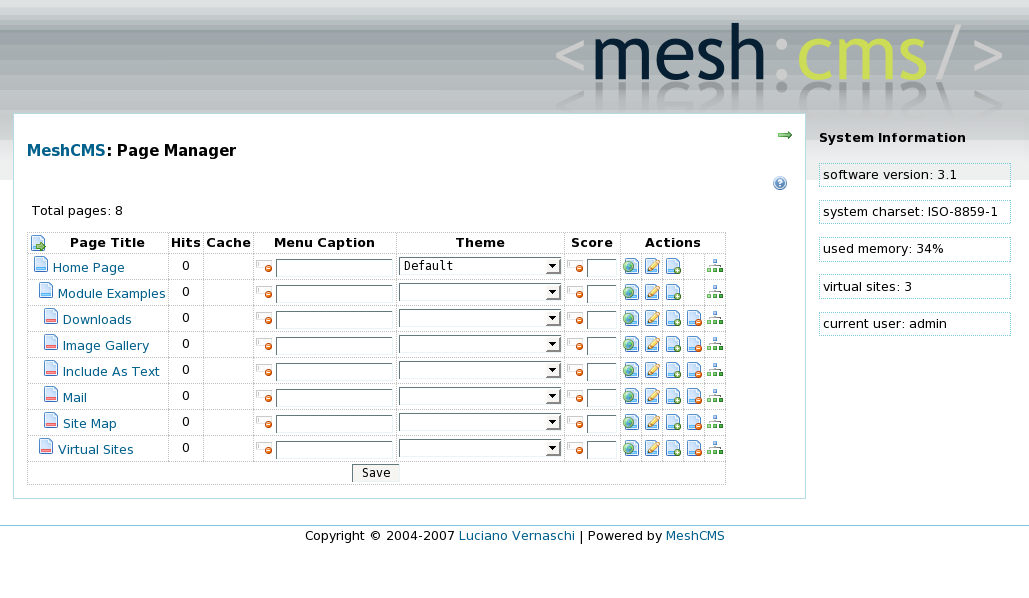 <mesh:cms/>
MeshCMS: Page Manager
Total pages: 8
Page Title Hits Cache Menu Caption Theme Score Actions
Home Page 0 Default
Module Examples 0
Downloads 0
Image Gallery 0
Include As Text 0
Mail 0
Site Map 0
Virtual Sites 0
Save
System Information
software version: 3.1
system charset: ISO-8859-1
used memory: 34%
virtual sites: 3
current user: admin
Copyright © 2004-2007 Luciano Vernaschi | Powered by MeshCMS